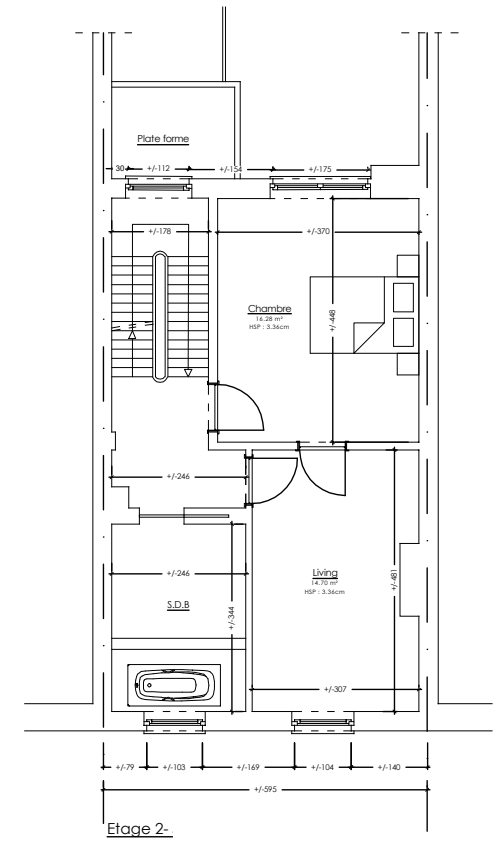 Plate forme
30 +/-112 +/-154 +/-175
+/-178 +/-370
Chambre
16.28 m²
HSP : 3.36cm
+/-448
+/-246
Living
14.70 m²
HSP : 3.36cm
+/-481
+/-246
S.D.B
+/-344
+/-307
+/-79 +/-103 +/-169 +/-104 +/-140
+/-595
Etage 2-